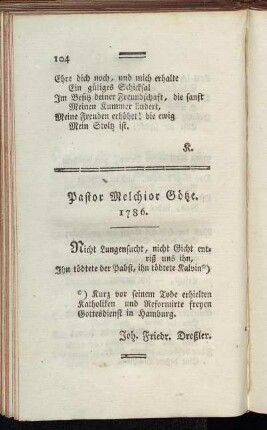 104
Ehre dich noch, und mich erhalte
Ein gütiges Schicksal
Im Besitz deiner Freundschaft, die sanft
Meinen Kummer lindert,
Meine Freuden erhöhet! die ewig
Mein Stoltz ist.
K.
Pastor Melchior Götze.
1786.
Nicht Lungensucht, nicht Gicht ent-
riß uns ihn,
Ihn tödtete der Pabst, ihn tödtete Kalvin*)
*) Kurz vor seinem Tode erhielten
Katholiken und Reformirte freyen
Gottesdienst in Hamburg.
Joh. Friedr. Dreßler.